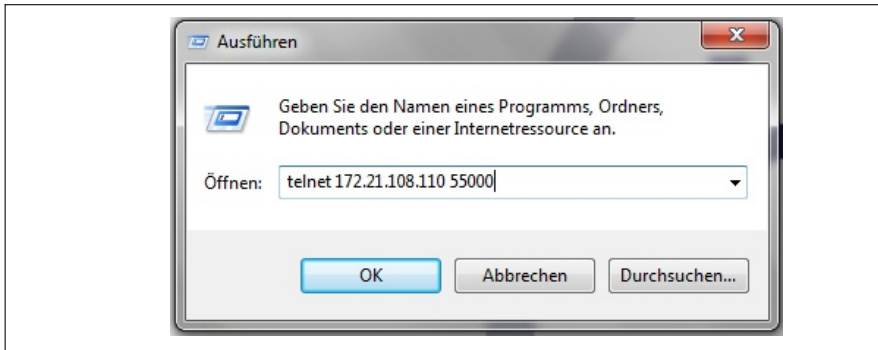 Ausführen
Geben Sie den Namen eines Programms, Ordners,
Dokuments oder einer Internetressource an.
Öffnen: telnet 172.21.108.110 55000
OK Abbrechen Durchsuchen...